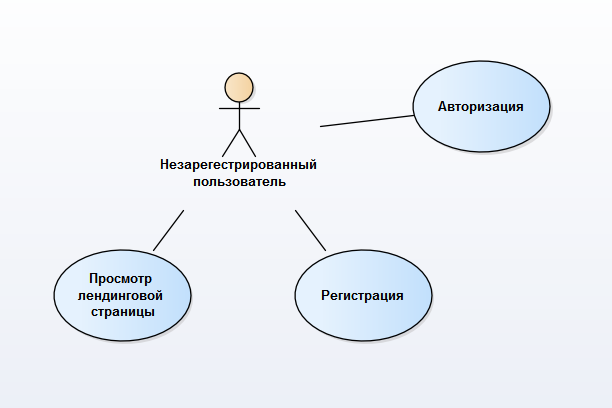 Авторизация
Незарегестрированный
пользователь
Просмотр
лендинговой
страницы
Регистрация